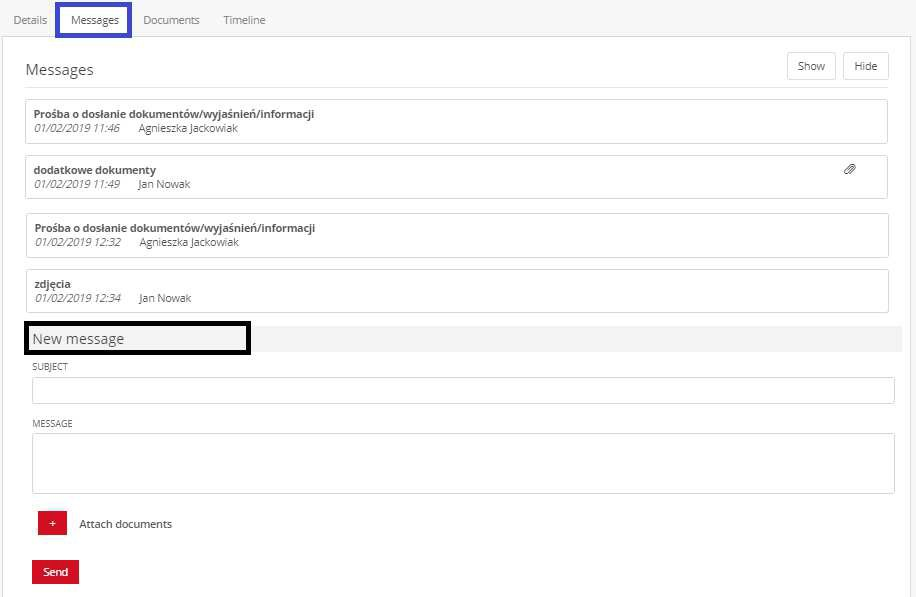 Details Messages Documents Timeline
Messages Show Hide
Prośba o dosłanie dokumentów/wyjaśnień/informacji
01/02/2019 11:46 Agnieszka Jackowiak
dodatkowe dokumenty
01/02/2019 11:49 Jan Nowak
Prośba o dosłanie dokumentów/wyjaśnień/informacji
01/02/2019 12:32 Agnieszka Jackowiak
zdjęcia
01/02/2019 12:34 Jan Nowak
New message
SUBJECT
MESSAGE
+ Attach documents
Send